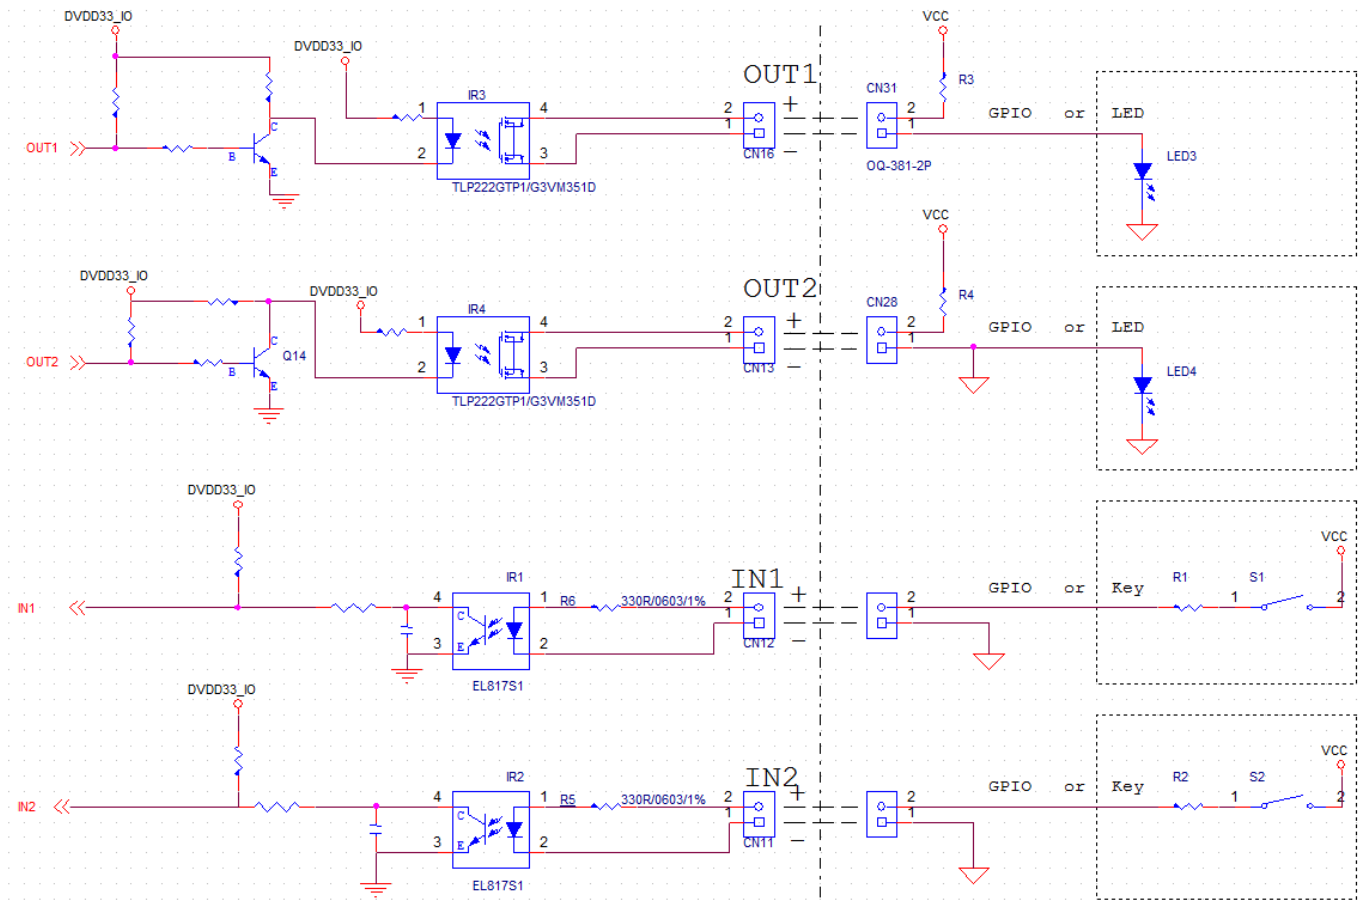 DVDD33_IO
VCC
DVDD33_IO
OUT1
CN31
R3
IR3
1
4
2
+
2
GPIO or LED
C
1
1
OUT1
B
2
3
CN16
−
OQ-381-2P
LED3
E
TLP222GTP1/G3VM351D
VCC
DVDD33_IO
DVDD33_IO
OUT2
CN28
R4
IR4
1
4
2
+
2
GPIO or LED
C
1
1
OUT2
B
Q14
2
3
CN13
−
LED4
E
TLP222GTP1/G3VM351D
DVDD33_IO
VCC
IR1
IN1
+
GPIO or Key
R1
S1
IN1
4
1
R6
330R/0603/1%
2
2
1
2
C
1
1
3
E
2
CN12
−
EL817S1
DVDD33_IO
VCC
IR2
IN2
+
GPIO or Key
R2
S2
IN2
4
1
R5
330R/0603/1%
2
2
1
2
C
1
1
3
E
2
CN11
−
EL817S1